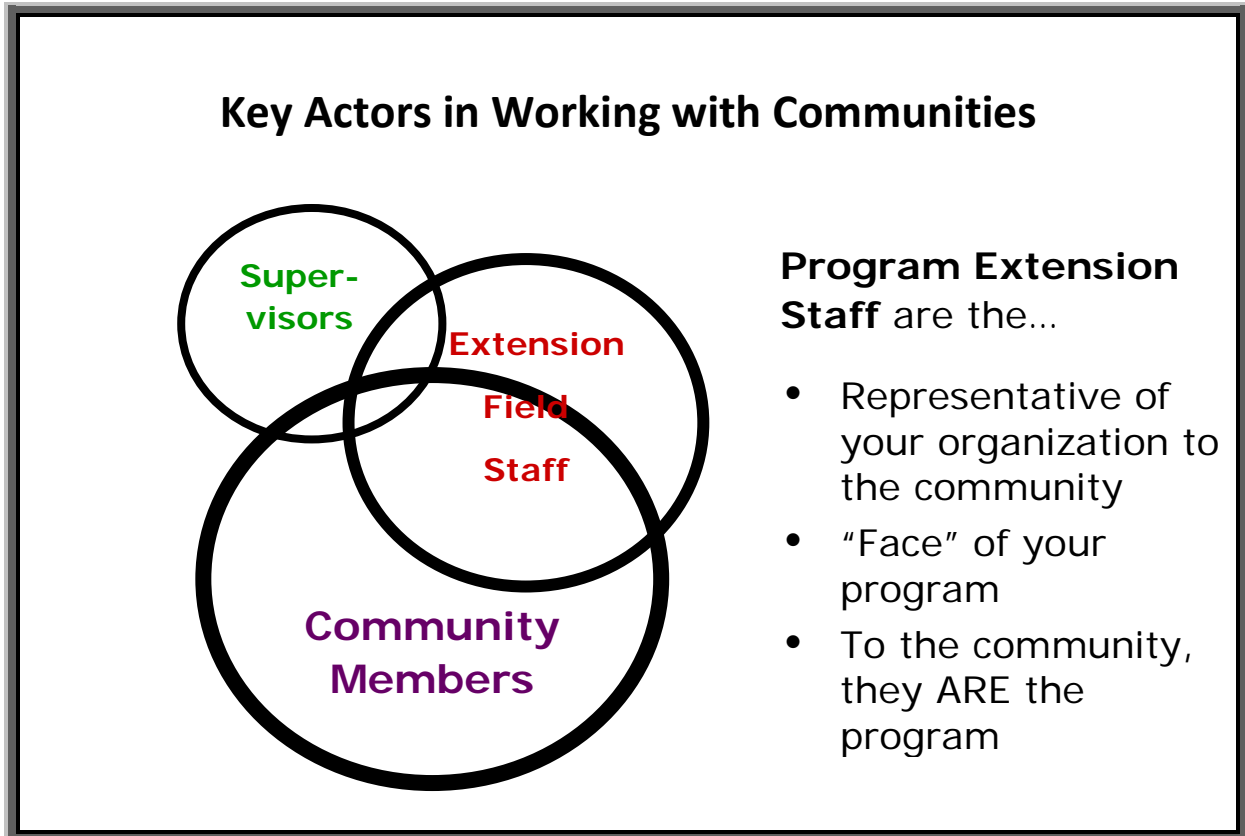 Key Actors in Working with Communities
Super-
visors
Extension
Field
Staff
Community
Members
Program Extension
Staff are the…
• Representative of
your organization to
the community
• “Face” of your
program
• To the community,
they ARE the
program